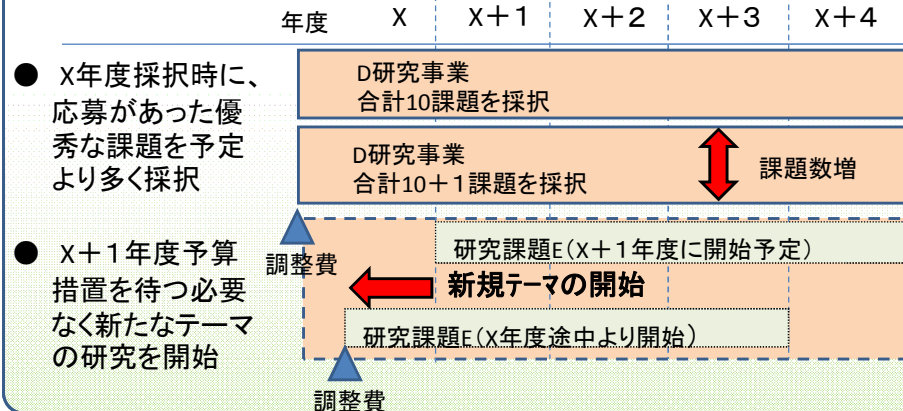 年度 X X+1 X+2 X+3 X+4
● X年度採択時に、
応募があった優
秀な課題を予定
より多く採択
D研究事業
合計10課題を採択
D研究事業
合計10+1課題を採択
課題数増
● X+1年度予算
措置を待つ必要
なく新たなテーマ
の研究を開始
調整費
研究課題E(X+1年度に開始予定)
新規テーマの開始
研究課題E(X年度途中より開始)
調整費